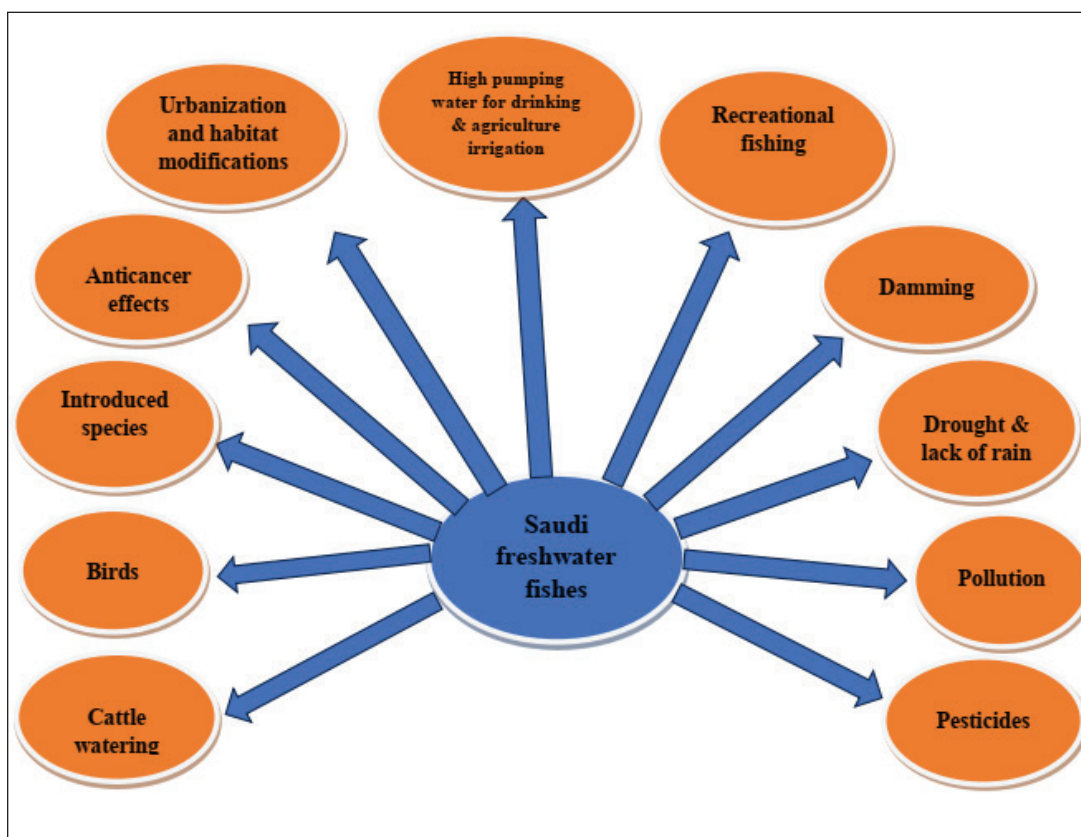 High pumping
water for drinking
& agriculture
irrigation
Urbanization
and habitat
modifications
Recreational
fishing
Anticancer
effects
Damming
Introduced
species
Drought &
lack of rain
Saudi
freshwater
fishes
Birds
Pollution
Cattle
watering
Pesticides